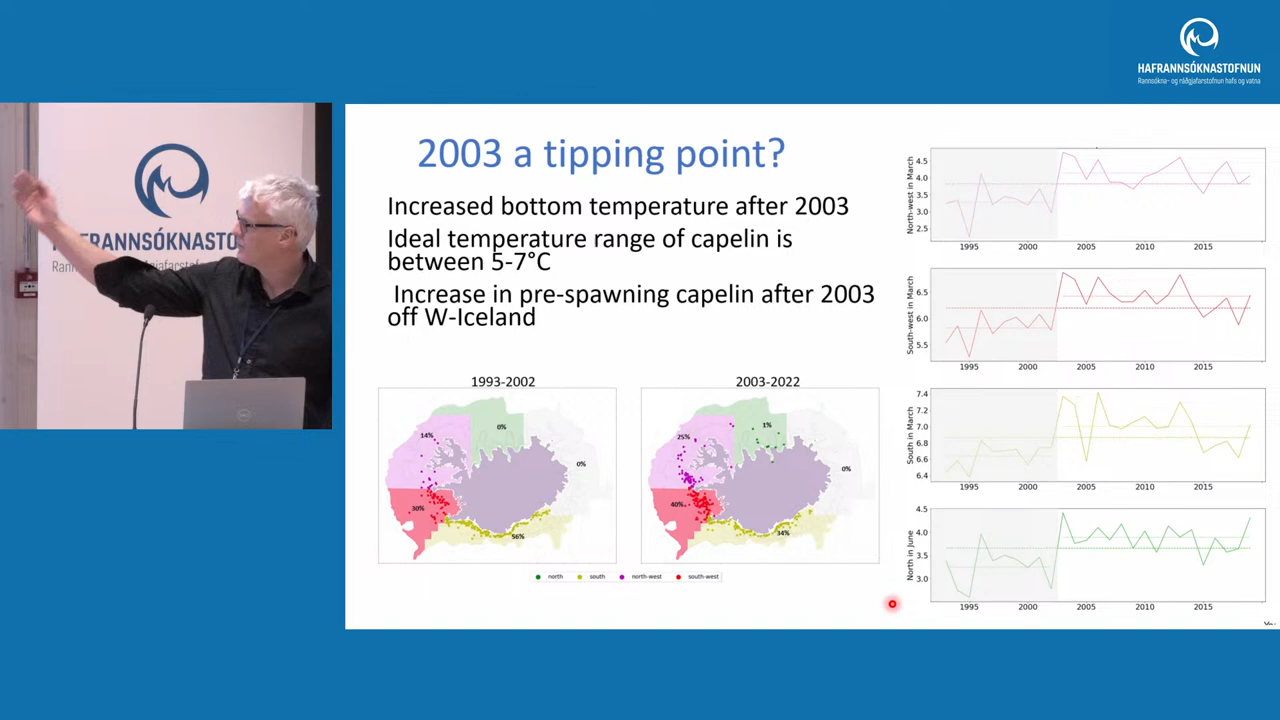 HAFRANNSÓKNASTOFNUN
Rannsókna- og ráðgjafarstofnun hafs og vatna
FRANNSÓKNASTO
2003 a tipping point?
Increased bottom temperature after 2003
Ideal temperature range of capelin is
between 5-7°C
Increase in pre-spawning capelin after 2003
off W-Iceland
1993-2002
14%
0%
0%
30%
56%
2003-2022
25%
1%
0%
40%
34%
north south north-west south-west
North-west in March
4.5
4.0
3.5
3.0
2.5
1995 2000 2005 2010 2015
South-west in March
6.5
6.0
5.5
1995 2000 2005 2010 2015
South in March
7.4
7.2
7.0
6.8
6.6
6.4
1995 2000 2005 2010 2015
North in June
4.5
4.0
3.5
3.0
1995 2000 2005 2010 2015
DELL